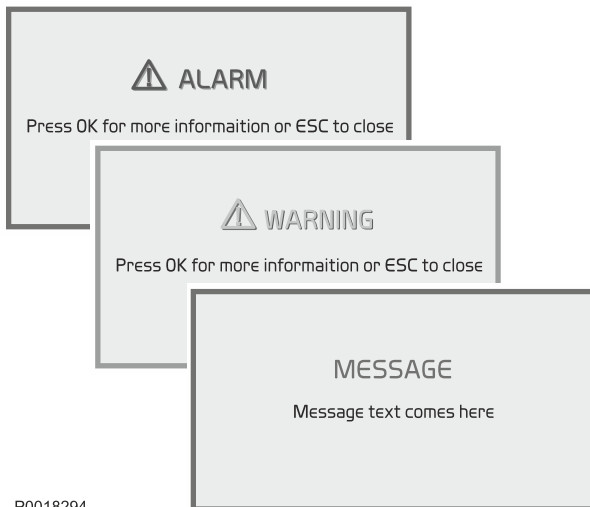 ALARM
Press OK for more informaition or ESC to close
WARNING
Press OK for more informaition or ESC to close
MESSAGE
Message text comes here